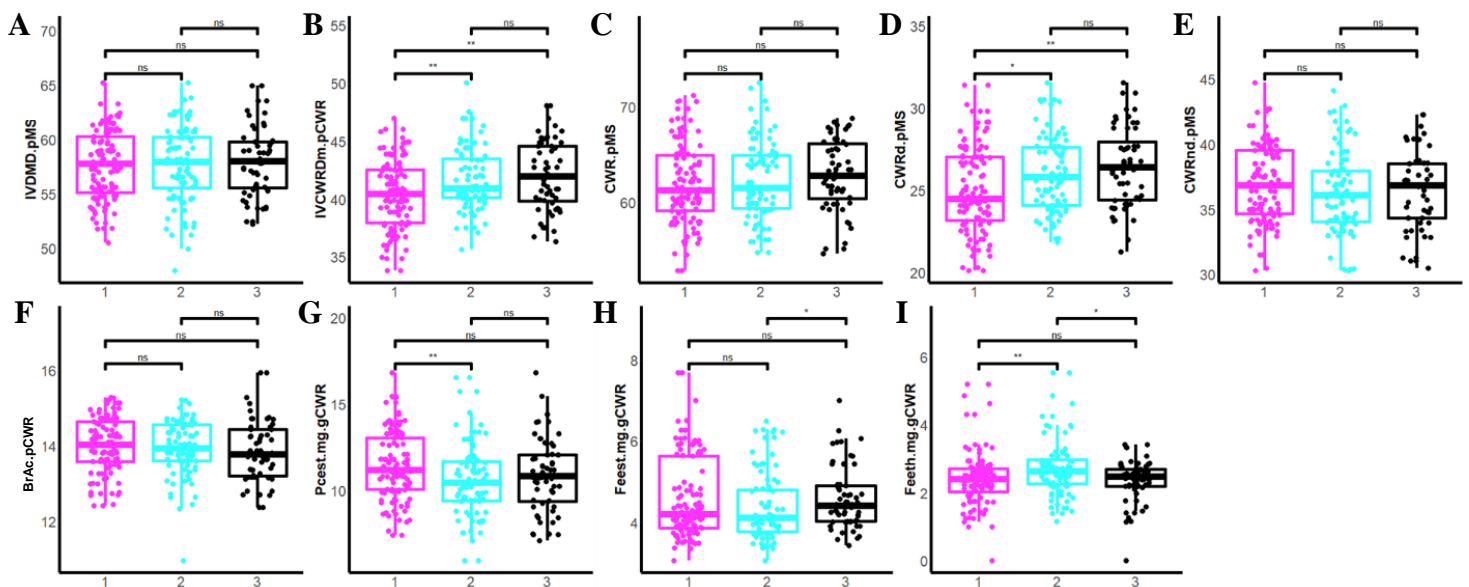 A
IVDMD.pMS
70
65
60
55
50
ns
ns
ns
1 2 3
B
IVCWRDm.pCWR
55
50
45
40
35
ns
**
**
1 2 3
C
CWR.pMS
70
60
ns
ns
ns
1 2 3
D
CWRd.pMS
35
30
25
20
ns
**
*
1 2 3
E
CWRnd.pMS
45
40
35
30
ns
ns
ns
1 2 3
F
BrAc.pCWR
16
14
12
ns
ns
ns
1 2 3
G
Pcest.mg.gCWR
20
15
10
ns
ns
**
1 2 3
H
Feest.mg.gCWR
8
6
4
*
ns
ns
1 2 3
I
Feeth.mg.gCWR
6
4
2
0
*
ns
**
1 2 3